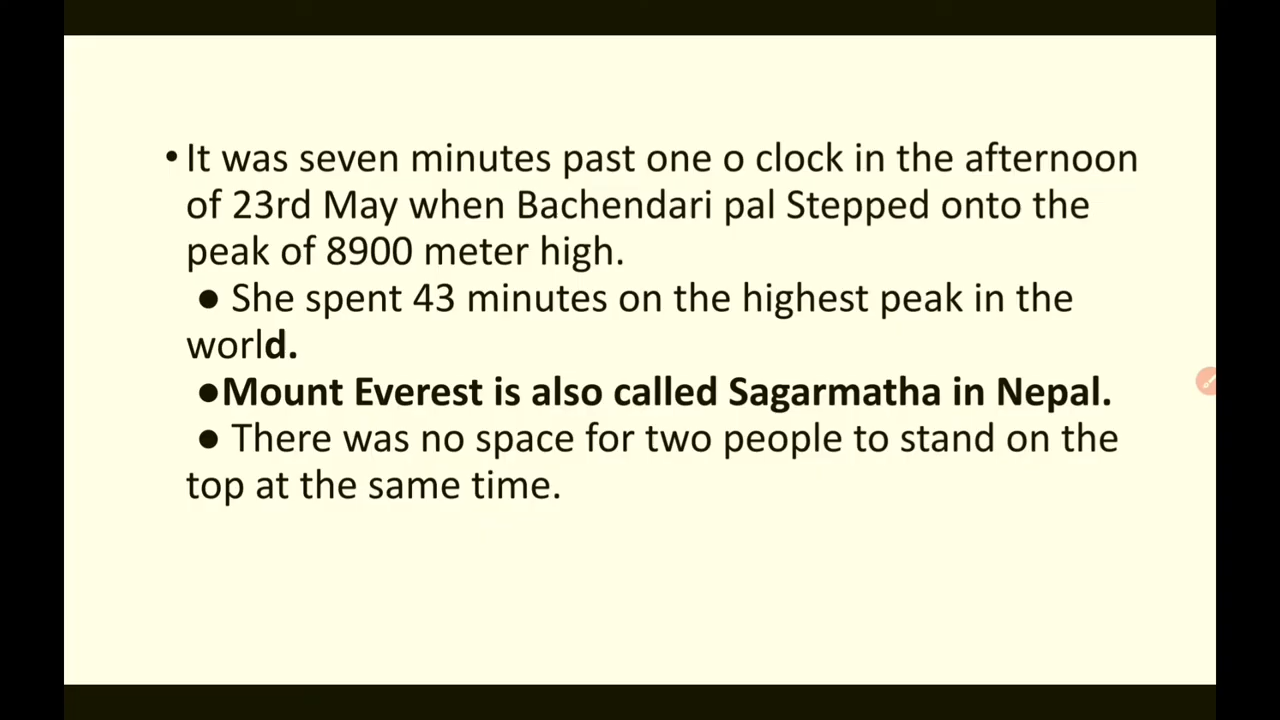 • It was seven minutes past one o clock in the afternoon
of 23rd May when Bachendari pal Stepped onto the
peak of 8900 meter high.
● She spent 43 minutes on the highest peak in the
world.
●Mount Everest is also called Sagarmatha in Nepal.
● There was no space for two people to stand on the
top at the same time.